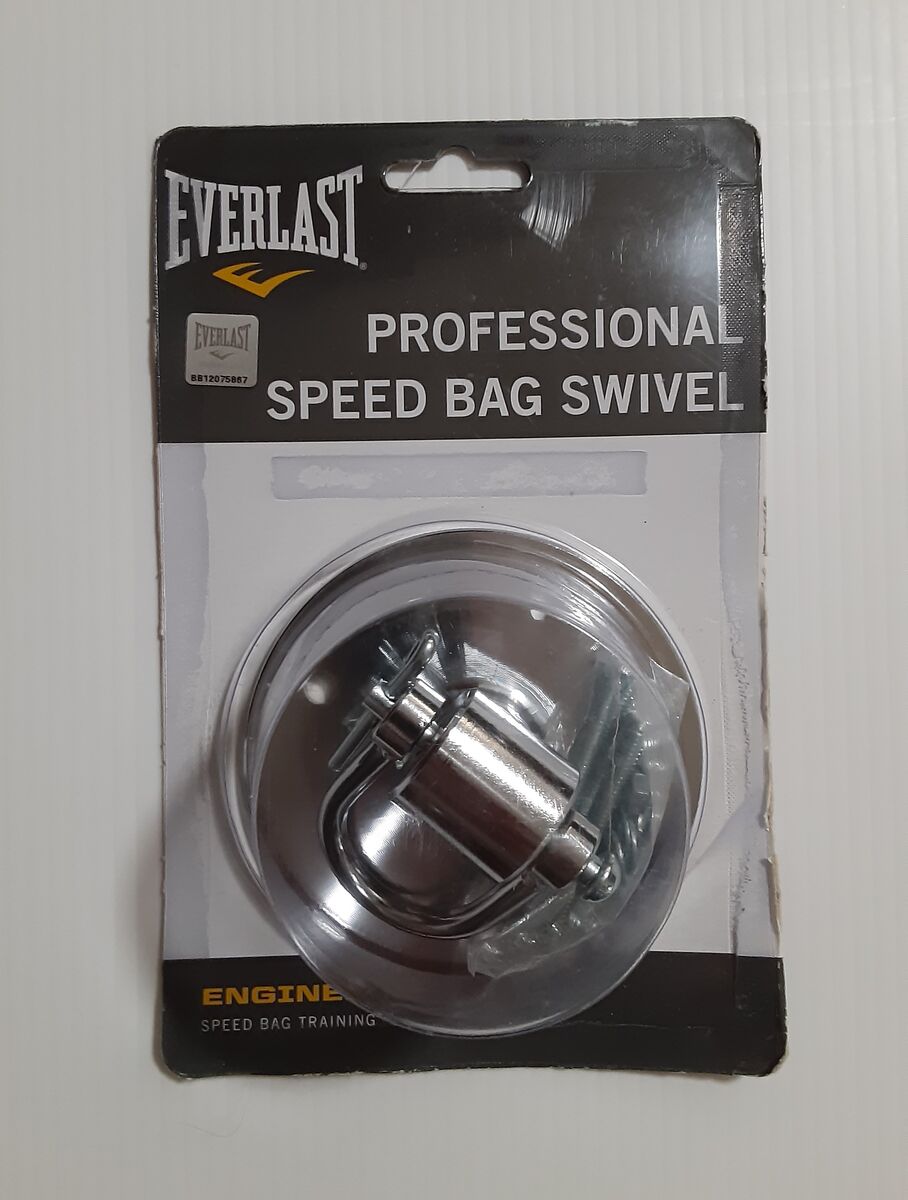 EVERLAST®
EVERLAST
BB12075867
PROFESSIONAL
SPEED BAG SWIVEL
ENGINE
SPEED BAG TRAINING